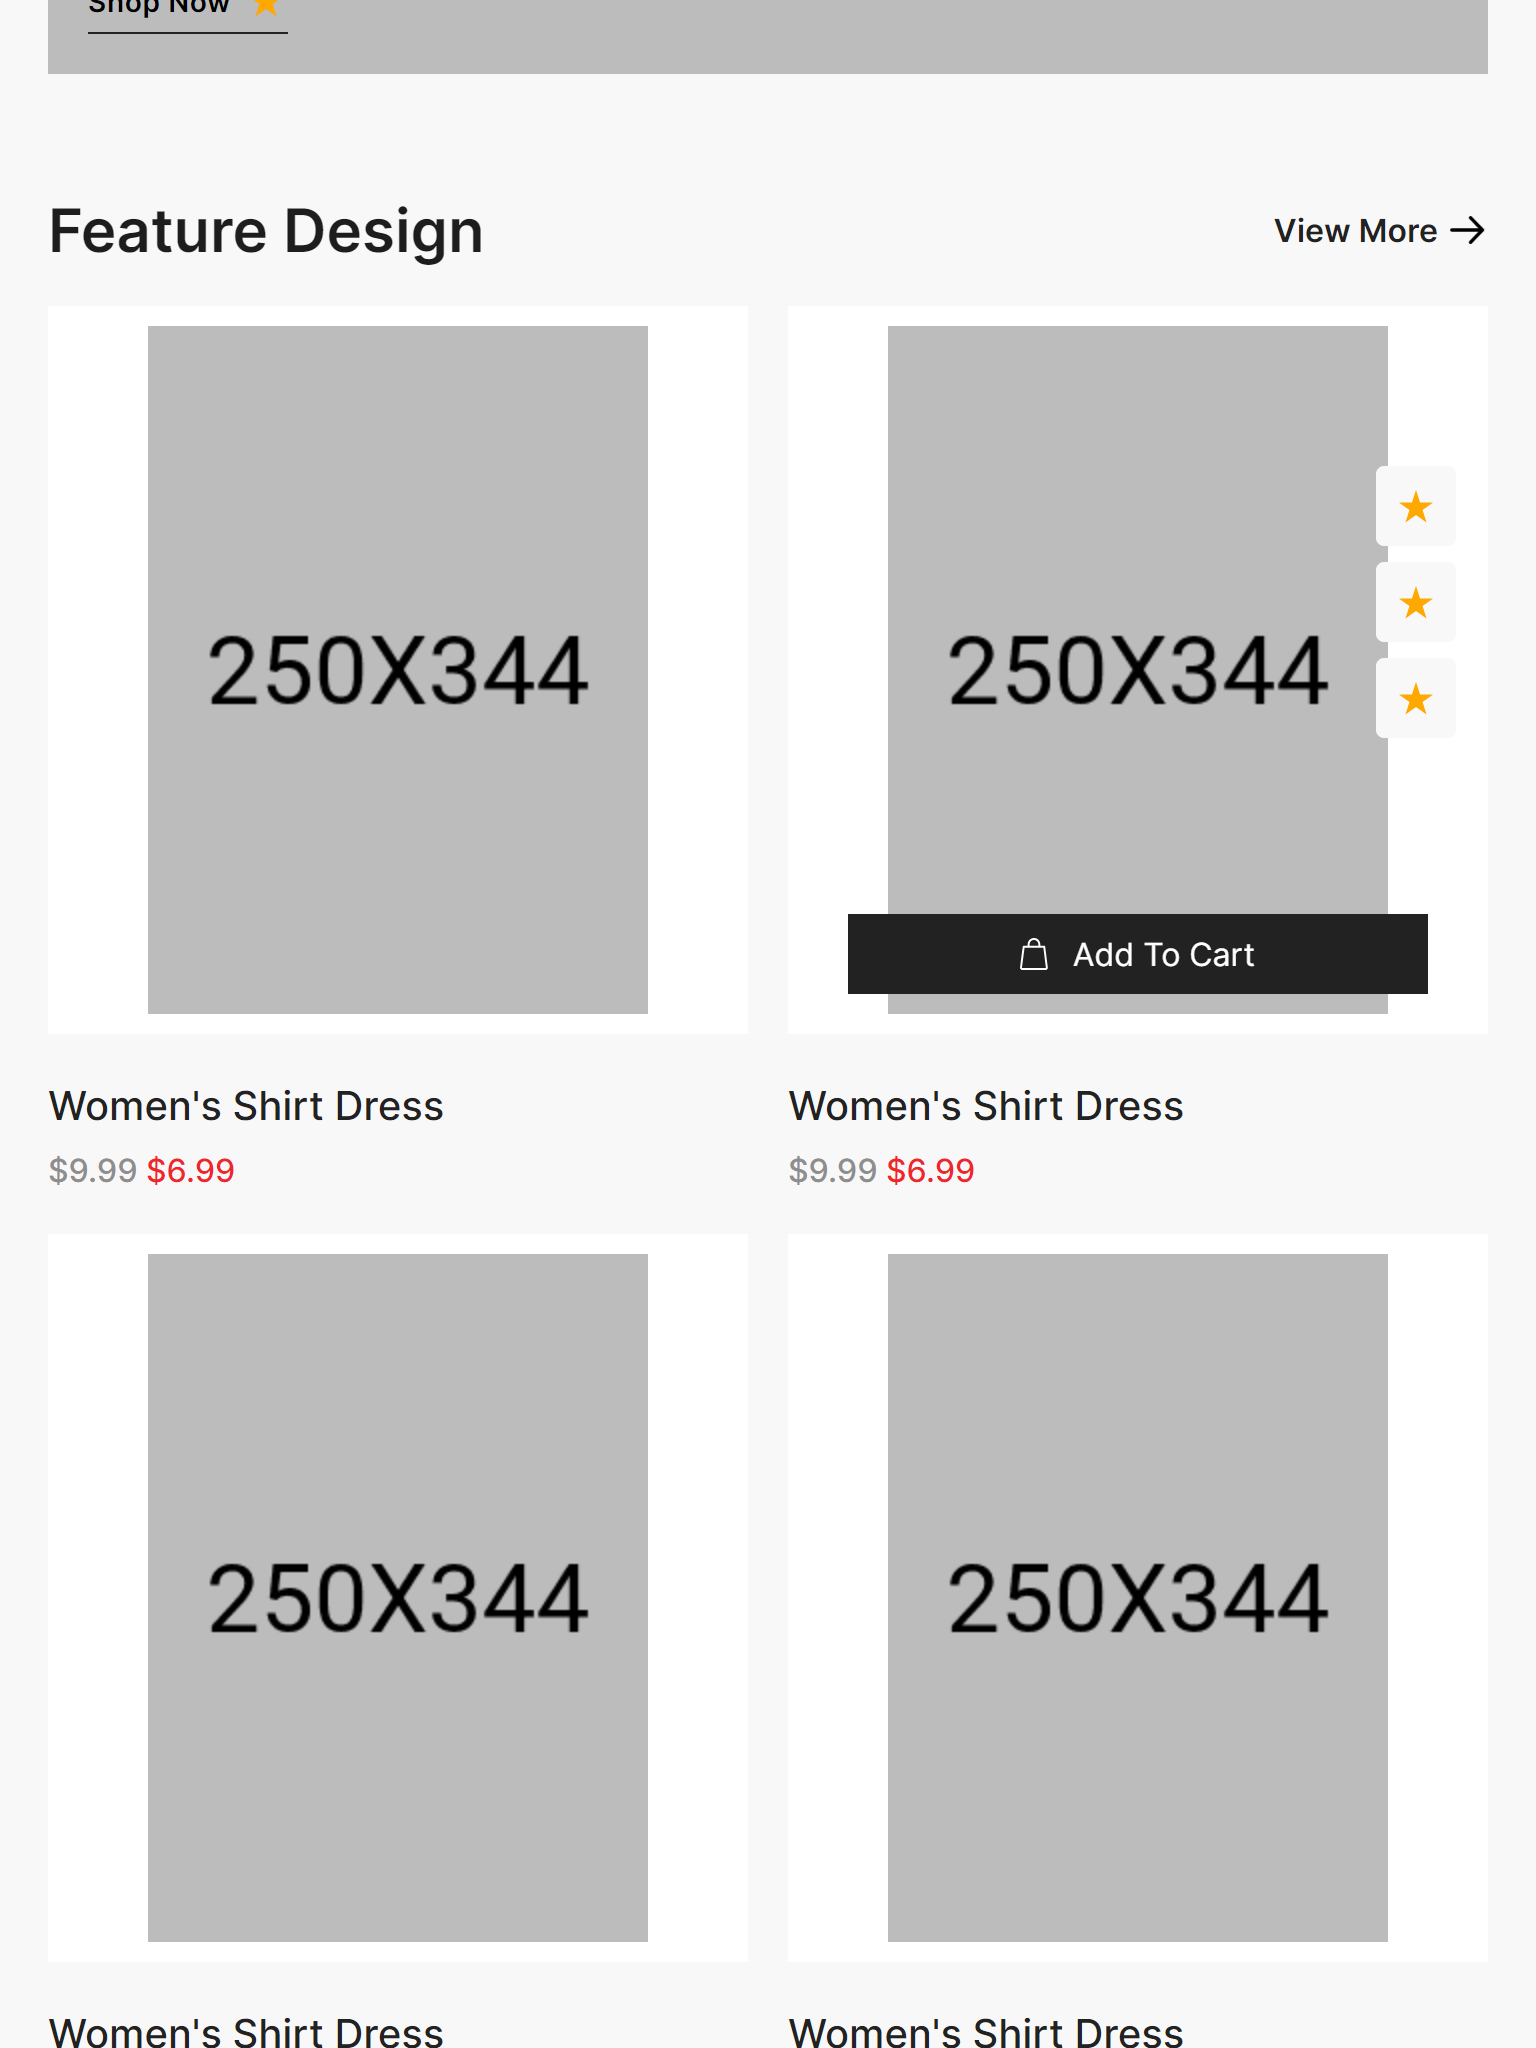 Shop Now
Feature Design
View More
250X344
250X344
Add To Cart
Women's Shirt Dress
$9.99 $6.99
Women's Shirt Dress
$9.99 $6.99
250X344
250X344
Women's Shirt Dress
Women's Shirt Dress